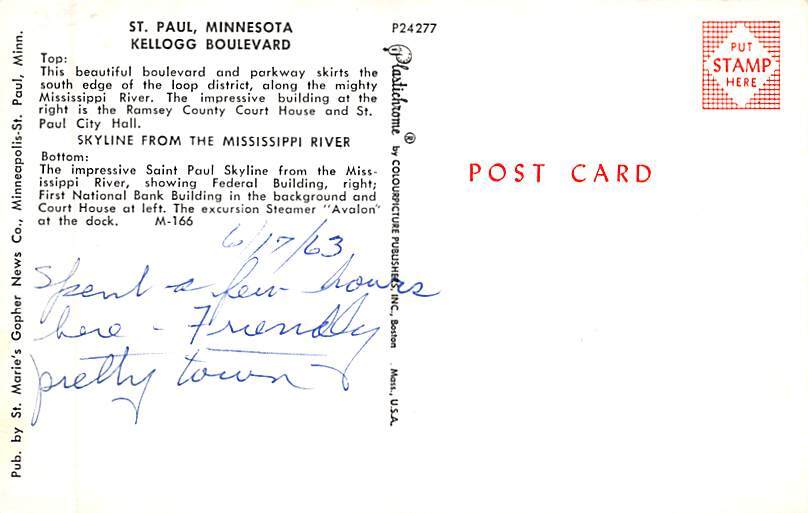 ST. PAUL, MINNESOTA
KELLOGG BOULEVARD
Top:
This beautiful boulevard and parkway skirts the
south edge of the loop district, along the mighty
Mississippi River. The impressive building at the
right is the Ramsey County Court House and St.
Paul City Hall.
SKYLINE FROM THE MISSISSIPPI RIVER
Bottom:
The impressive Saint Paul Skyline from the Miss-
issippi River, showing Federal Building, right;
First National Bank Building in the background and
Court House at left. The excursion Steamer "Avalon"
at the dock. M-166
6/17/63
Spent a few hours
here - Friendly
pretty town
Pub. by St. Marie's Gopher News Co., Minneapolis-St. Paul, Minn.
P24277
Plastichrome ® by COLOURPICTURE PUBLISHERS, INC., Boston, Mass., U.S.A.
POST CARD
PUT
STAMP
HERE